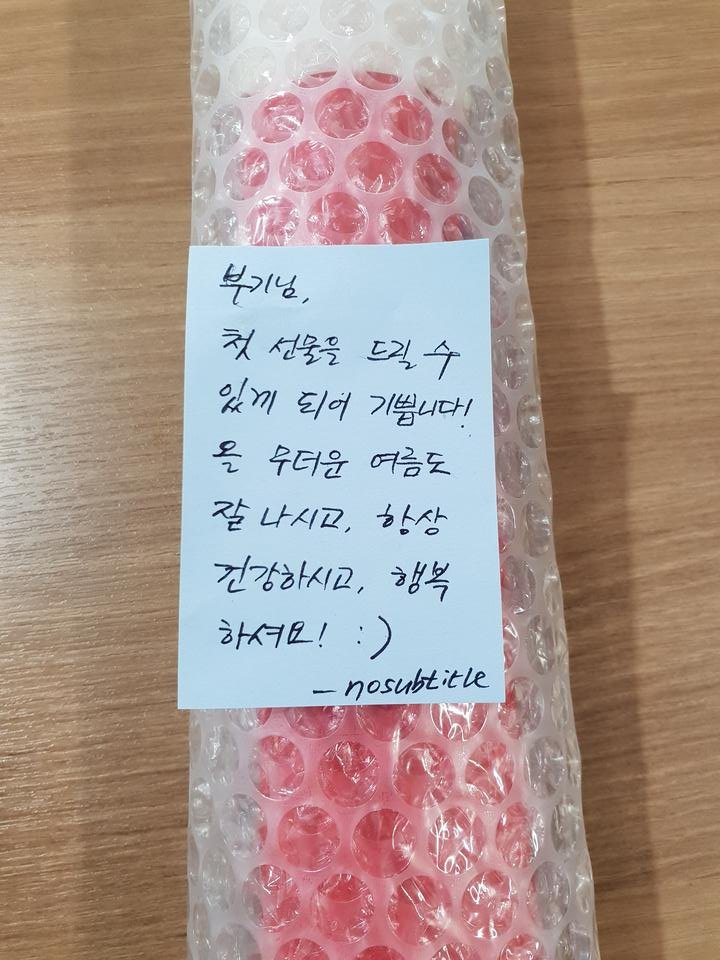 부기님,
첫 선물을 드릴 수
있게 되어 기쁩니다!
올 무더운 여름도
잘 나시고, 항상
건강하시고, 행복
하셔요! :)
– nosubtitle